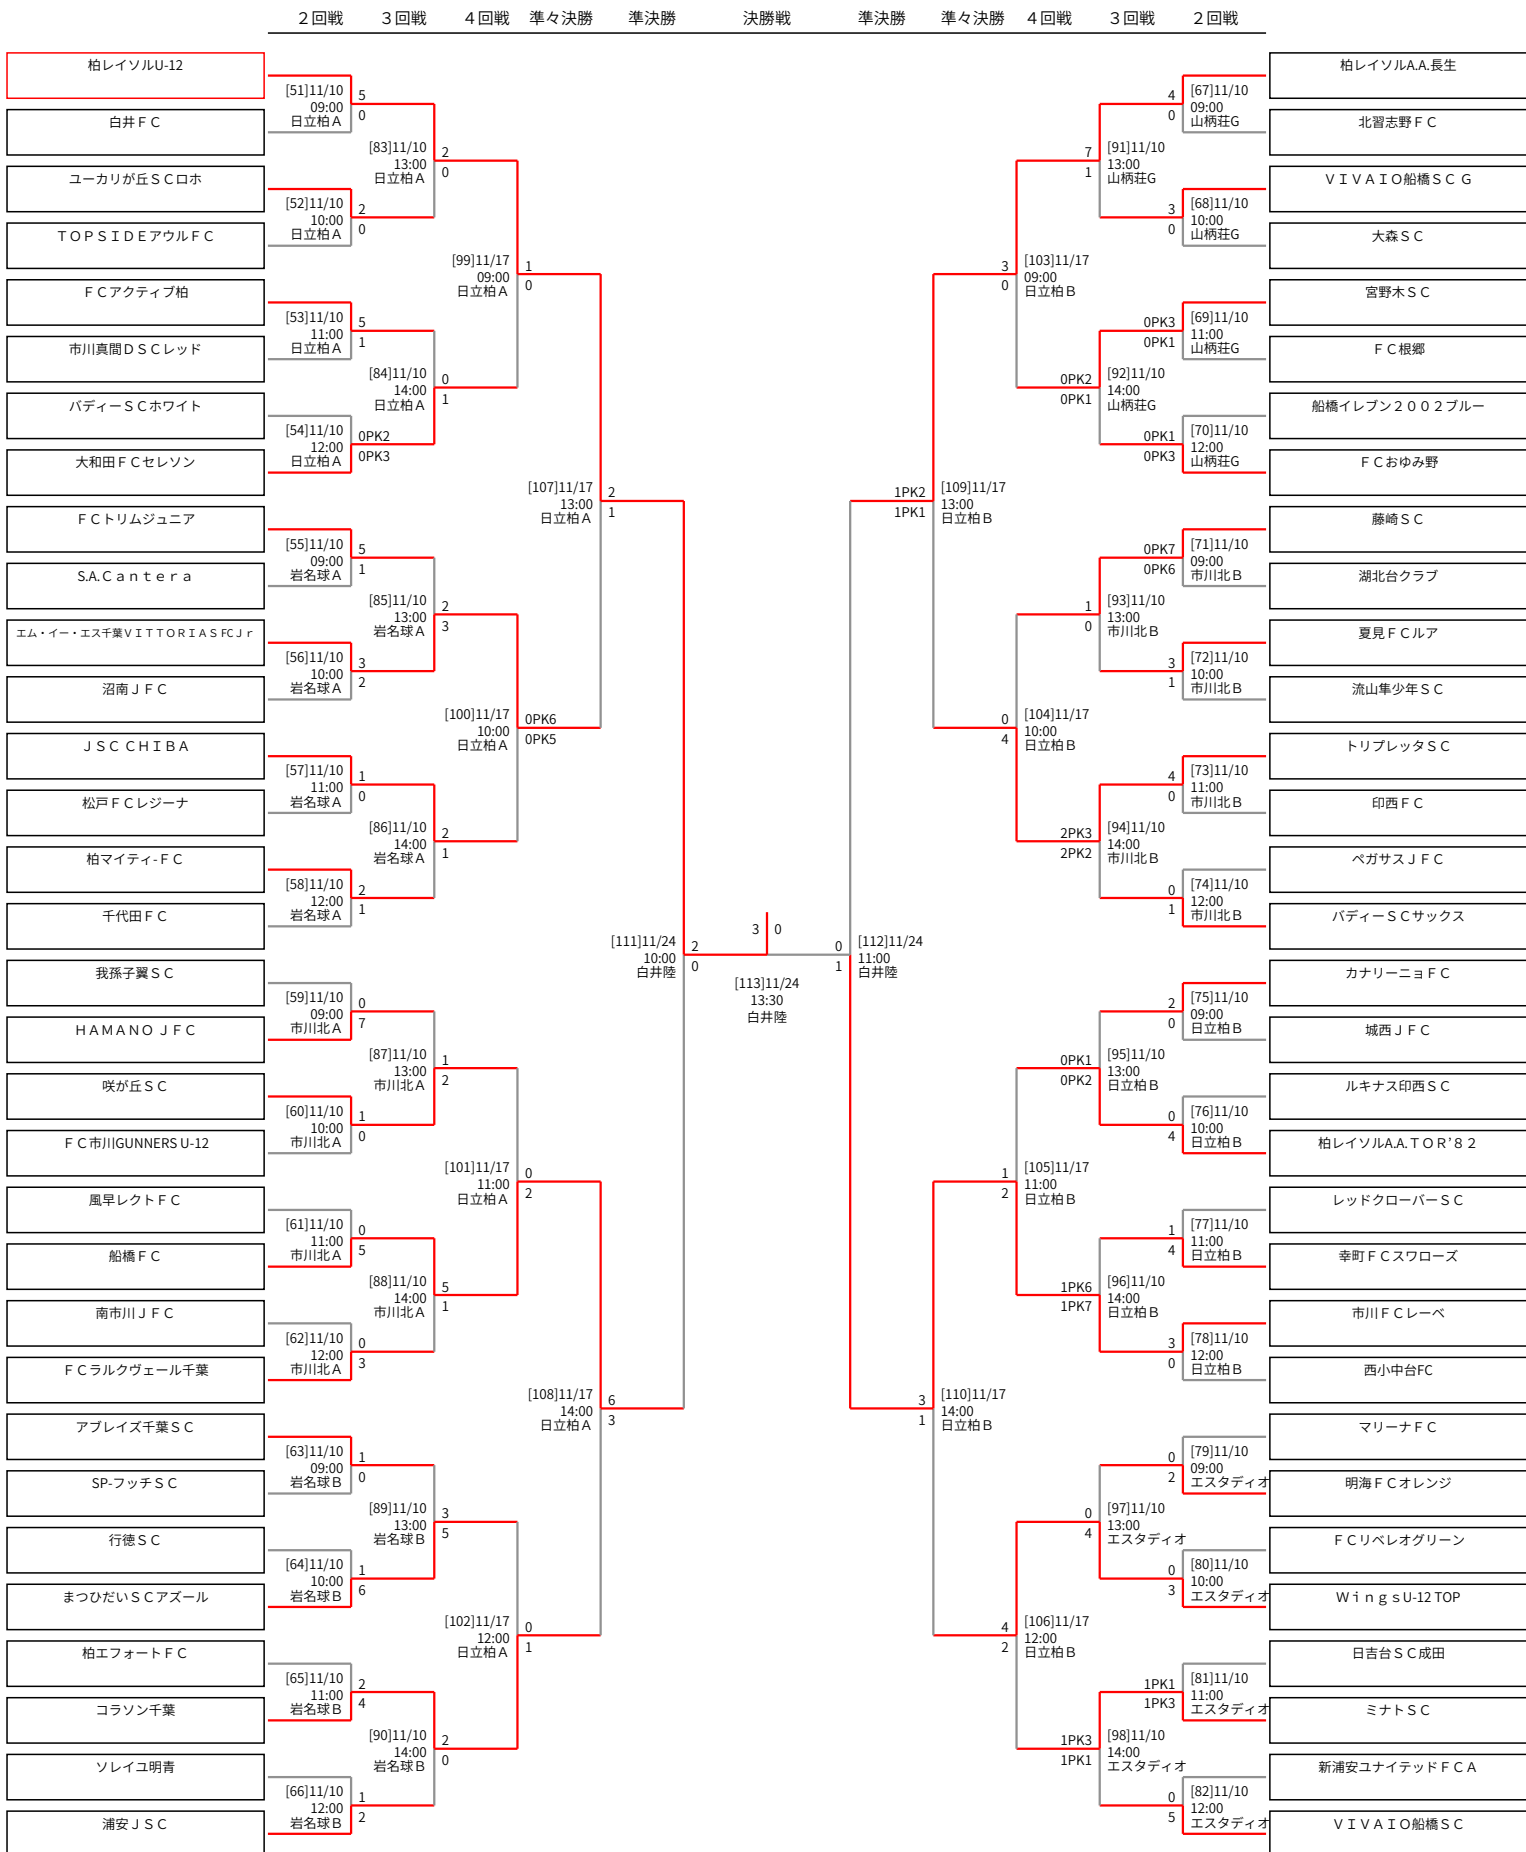 ２回戦 ３回戦 ４回戦 準々決勝 準決勝 決勝戦 準決勝 準々決勝 ４回戦 ３回戦 ２回戦
柏レイソルU-12
白井ＦＣ
ユーカリが丘ＳＣロホ
ＴＯＰＳＩＤＥアウルＦＣ
ＦＣアクティブ柏
市川真間ＤＳＣレッド
バディーＳＣホワイト
大和田ＦＣセレソン
ＦＣトリムジュニア
S.A.Ｃａｎｔｅｒａ
エム・イー・エス千葉ＶＩＴＴＯＲＩＡＳ FCＪｒ
沼南ＪＦＣ
ＪＳＣ ＣＨＩＢＡ
松戸ＦＣレジーナ
柏マイティ-ＦＣ
千代田ＦＣ
我孫子翼ＳＣ
ＨＡＭＡＮＯ ＪＦＣ
咲が丘ＳＣ
ＦＣ市川GUNNERS U-12
風早レクトＦＣ
船橋ＦＣ
南市川ＪＦＣ
ＦＣラルクヴェール千葉
アブレイズ千葉ＳＣ
SP-フッチＳＣ
行徳ＳＣ
まつひだいＳＣアズール
柏エフォートＦＣ
コラソン千葉
ソレイユ明青
浦安ＪＳＣ
[51]11/10
09:00
日立柏Ａ
5
0
[52]11/10
10:00
日立柏Ａ
2
0
[53]11/10
11:00
日立柏Ａ
5
1
[54]11/10
12:00
日立柏Ａ
0PK2
0PK3
[55]11/10
09:00
岩名球Ａ
5
1
[56]11/10
10:00
岩名球Ａ
3
2
[57]11/10
11:00
岩名球Ａ
1
0
[58]11/10
12:00
岩名球Ａ
2
1
[59]11/10
09:00
市川北Ａ
0
7
[60]11/10
10:00
市川北Ａ
1
0
[61]11/10
11:00
市川北Ａ
0
5
[62]11/10
12:00
市川北Ａ
0
3
[63]11/10
09:00
岩名球Ｂ
1
0
[64]11/10
10:00
岩名球Ｂ
1
6
[65]11/10
11:00
岩名球Ｂ
2
4
[66]11/10
12:00
岩名球Ｂ
1
2
[83]11/10
13:00
日立柏Ａ
2
0
[84]11/10
14:00
日立柏Ａ
0
1
[85]11/10
13:00
岩名球Ａ
2
3
[86]11/10
14:00
岩名球Ａ
2
1
[87]11/10
13:00
市川北Ａ
1
2
[88]11/10
14:00
市川北Ａ
5
1
[89]11/10
13:00
岩名球Ｂ
3
5
[90]11/10
14:00
岩名球Ｂ
2
0
[99]11/17
09:00
日立柏Ａ
1
0
[100]11/17
10:00
日立柏Ａ
0PK6
0PK5
[101]11/17
11:00
日立柏Ａ
0
2
[102]11/17
12:00
日立柏Ａ
0
1
[107]11/17
13:00
日立柏Ａ
2
1
[108]11/17
14:00
日立柏Ａ
6
3
[111]11/24
10:00
白井陸
2
0
3 0
[113]11/24
13:30
白井陸
0
1
[112]11/24
11:00
白井陸
1PK2
1PK1
[109]11/17
13:00
日立柏Ｂ
3
1
[110]11/17
14:00
日立柏Ｂ
3
0
[103]11/17
09:00
日立柏Ｂ
0
4
[104]11/17
10:00
日立柏Ｂ
1
2
[105]11/17
11:00
日立柏Ｂ
4
2
[106]11/17
12:00
日立柏Ｂ
7
1
[91]11/10
13:00
山柄荘G
0PK2
0PK1
[92]11/10
14:00
山柄荘G
1
0
[93]11/10
13:00
市川北Ｂ
2PK3
2PK2
[94]11/10
14:00
市川北Ｂ
0PK1
0PK2
[95]11/10
13:00
日立柏Ｂ
1PK6
1PK7
[96]11/10
14:00
日立柏Ｂ
0
4
[97]11/10
13:00
エスタディオ
1PK3
1PK1
[98]11/10
14:00
エスタディオ
4
0
[67]11/10
09:00
山柄荘G
3
0
[68]11/10
10:00
山柄荘G
0PK3
0PK1
[69]11/10
11:00
山柄荘G
0PK1
0PK3
[70]11/10
12:00
山柄荘G
0PK7
0PK6
[71]11/10
09:00
市川北Ｂ
3
1
[72]11/10
10:00
市川北Ｂ
4
0
[73]11/10
11:00
市川北Ｂ
0
1
[74]11/10
12:00
市川北Ｂ
2
0
[75]11/10
09:00
日立柏Ｂ
0
4
[76]11/10
10:00
日立柏Ｂ
1
4
[77]11/10
11:00
日立柏Ｂ
3
0
[78]11/10
12:00
日立柏Ｂ
0
2
[79]11/10
09:00
エスタディオ
0
3
[80]11/10
10:00
エスタディオ
1PK1
1PK3
[81]11/10
11:00
エスタディオ
0
5
[82]11/10
12:00
エスタディオ
柏レイソルA.A.長生
北習志野ＦＣ
ＶＩＶＡＩＯ船橋ＳＣ Ｇ
大森ＳＣ
宮野木ＳＣ
ＦＣ根郷
船橋イレブン２００２ブルー
ＦＣおゆみ野
藤崎ＳＣ
湖北台クラブ
夏見ＦＣルア
流山隼少年ＳＣ
トリプレッタＳＣ
印西ＦＣ
ペガサスＪＦＣ
バディーＳＣサックス
カナリーニョＦＣ
城西ＪＦＣ
ルキナス印西ＳＣ
柏レイソルA.A.ＴＯＲ’８２
レッドクローバーＳＣ
幸町ＦＣスワローズ
市川ＦＣレーベ
西小中台FC
マリーナＦＣ
明海ＦＣオレンジ
ＦＣリベレオグリーン
ＷｉｎｇｓU-12 TOP
日吉台ＳＣ成田
ミナトＳＣ
新浦安ユナイテッドＦＣＡ
ＶＩＶＡＩＯ船橋ＳＣ